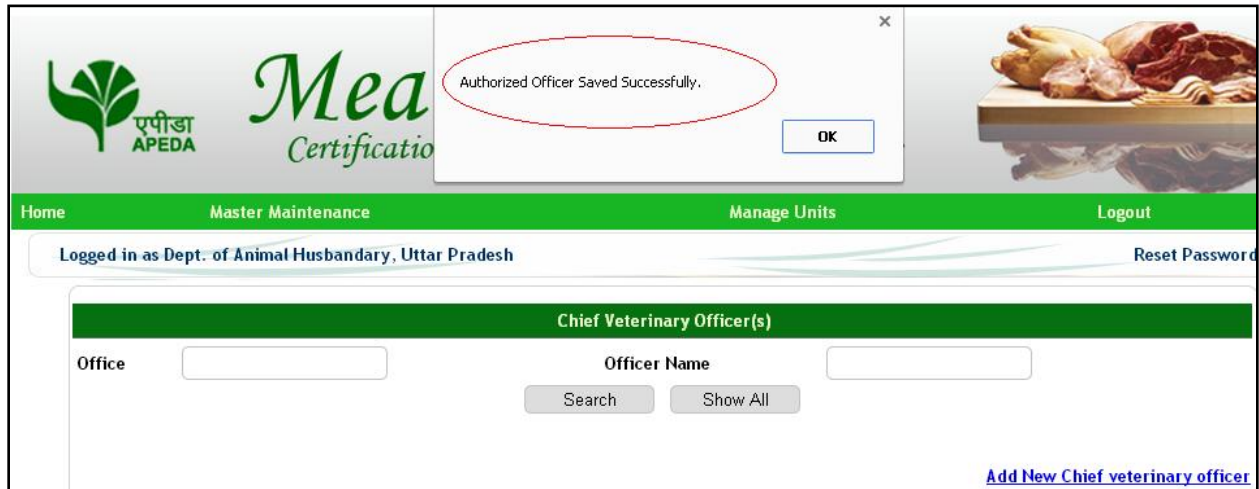 एपीडा
APEDA
Mea
Certificatio
Authorized Officer Saved Successfully.
OK
Home Master Maintenance Manage Units Logout
Logged in as Dept. of Animal Husbandary, Uttar Pradesh Reset Password
Chief Veterinary Officer(s)
Office Officer Name
Search Show All
Add New Chief veterinary officer